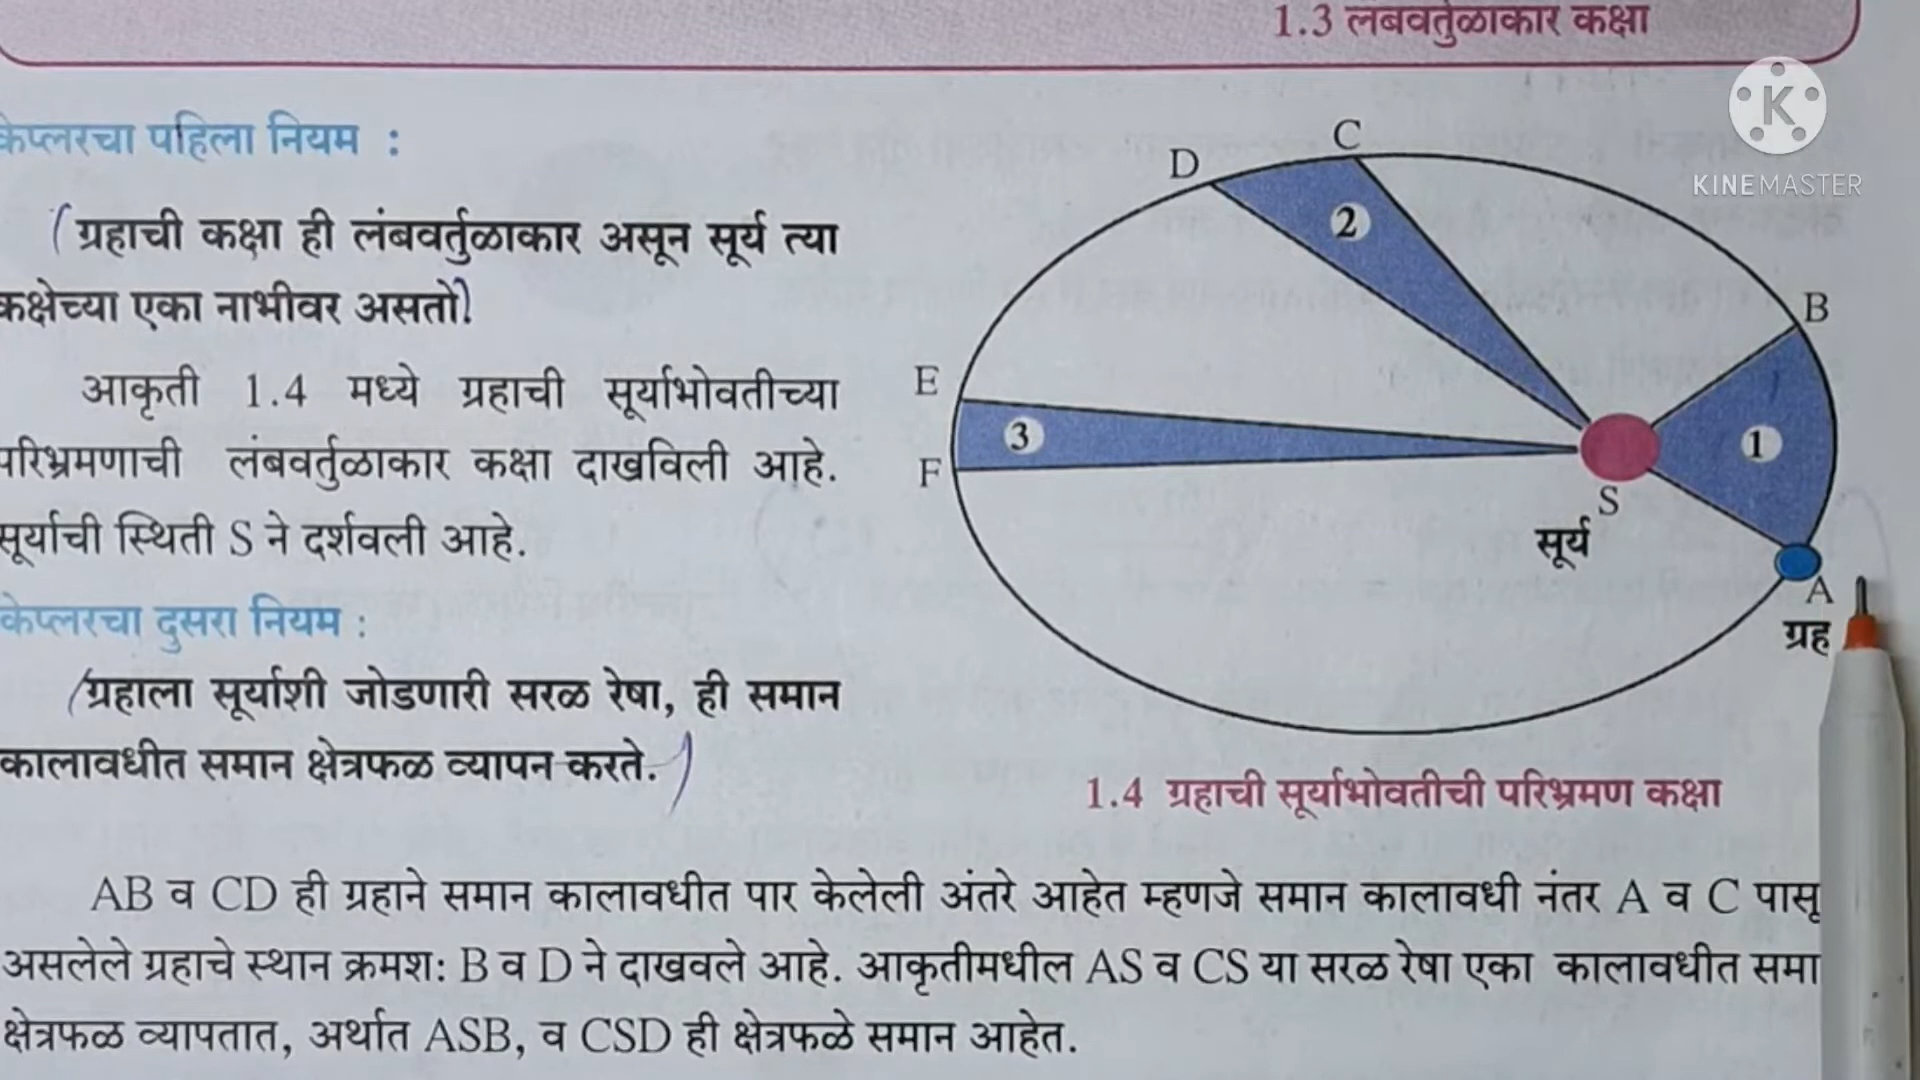 1.3 लंबवर्तुळाकार कक्षा
केप्लरचा पहिला नियम :
(ग्रहाची कक्षा ही लंबवर्तुळाकार असून सूर्य त्या
कक्षेच्या एका नाभीवर असतो)
आकृती 1.4 मध्ये ग्रहाची सूर्याभोवतीच्या
परिभ्रमणाची लंबवर्तुळाकार कक्षा दाखविली आहे.
सूर्याची स्थिती S ने दर्शवली आहे.
केप्लरचा दुसरा नियम :
(ग्रहाला सूर्याशी जोडणारी सरळ रेषा, ही समान
कालावधीत समान क्षेत्रफळ व्यापन करते.)
K
KINEMASTER
C
D
2
B
E
3
1
F
S
सूर्य
A
ग्रह
1.4 ग्रहाची सूर्याभोवतीची परिभ्रमण कक्षा
AB व CD ही ग्रहाने समान कालावधीत पार केलेली अंतरे आहेत म्हणजे समान कालावधी नंतर A व C पासू
असलेले ग्रहाचे स्थान क्रमश: B व D ने दाखवले आहे. आकृतीमधील AS व CS या सरळ रेषा एका कालावधीत समा
क्षेत्रफळ व्यापतात, अर्थात ASB, व CSD ही क्षेत्रफळे समान आहेत.